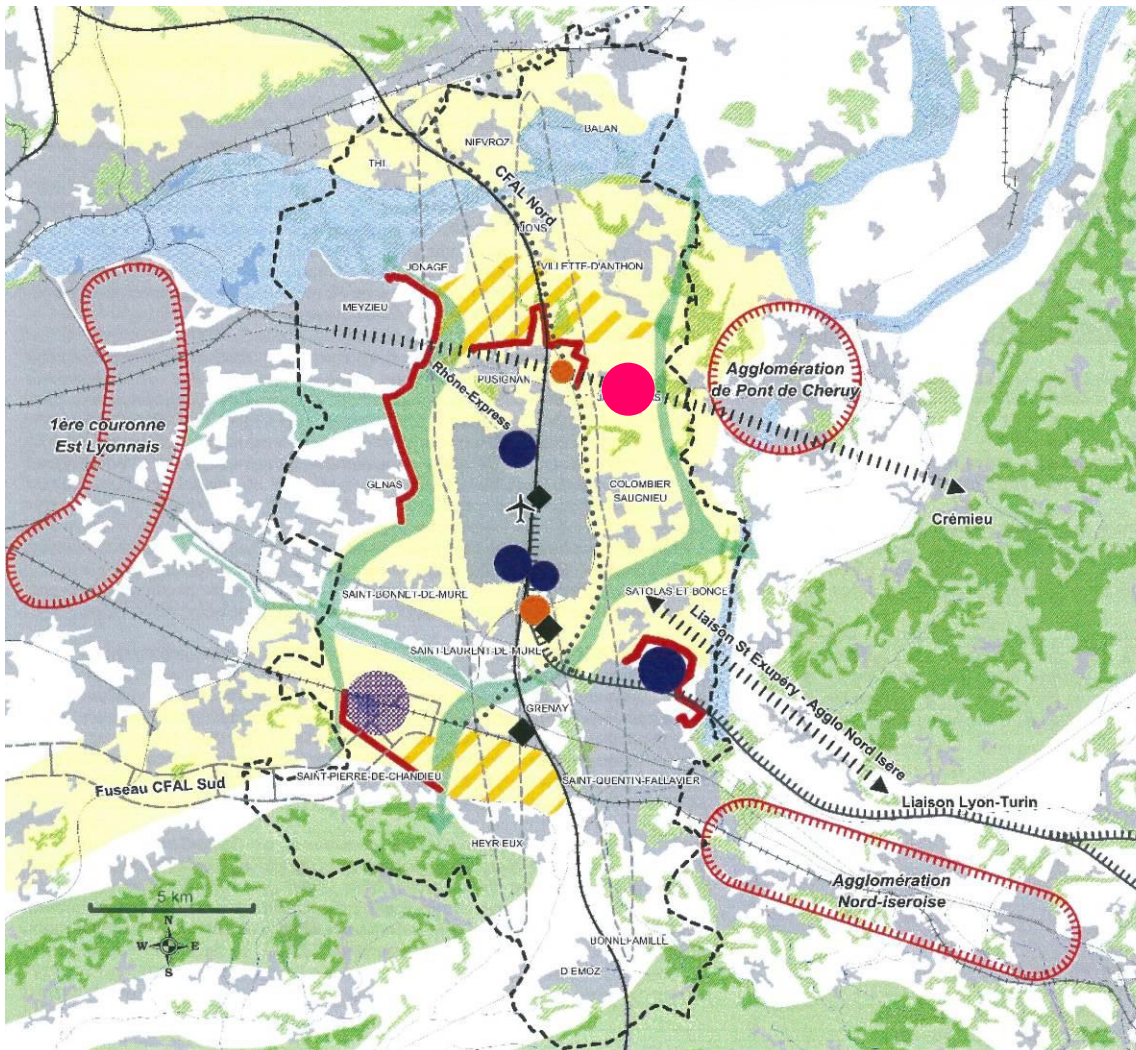 BALAN
NIEVROZ
THI
CFAL Nord
JONS
JONAGE
VILLETTE-D'ANTHON
MEYZIEU
Rhône-Express
PUSIGNAN
Agglomération
de Pont de Cheruy
1ère couronne
Est Lyonnais
GENAS
COLOMBIER
SAUGNIEU
Crémieu
SAINT-BONNET-DE-MURE
SATOLAS-ET-BONCE
SAINT-LAURENT-DE-MURE
Liaison St Exupéry - Agglo Nord Isère
GRENAY
SAINT-PIERRE-DE-CHANDIEU
SAINT-QUENTIN-FALLAVIER
Fuseau CFAL Sud
Liaison Lyon-Turin
HEYRIEUX
Agglomération
Nord-iseroise
5 km
N
W E
S
BONNEFAMILLE
D'EMOZ